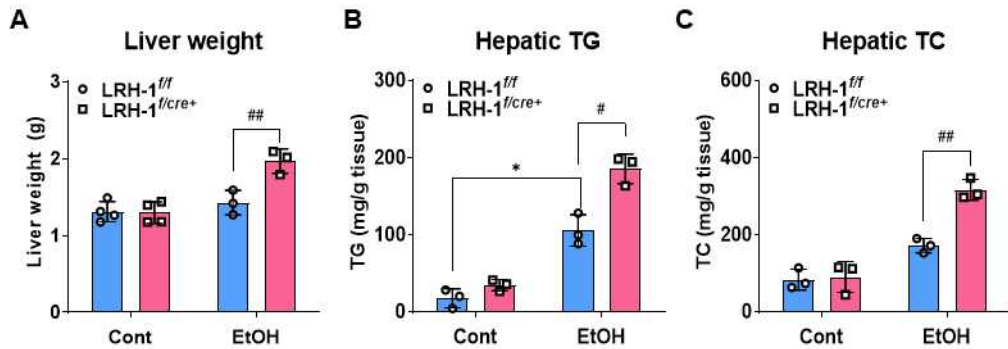 A
Liver weight
LRH-1f/f
LRH-1f/cre+
##
Liver weight (g)
3
2
1
0
Cont
EtOH
B
Hepatic TG
LRH-1f/f
LRH-1f/cre+
#
*
TG (mg/g tissue)
300
200
100
0
Cont
EtOH
C
Hepatic TC
LRH-1f/f
LRH-1f/cre+
##
TC (mg/g tissue)
600
400
200
0
Cont
EtOH